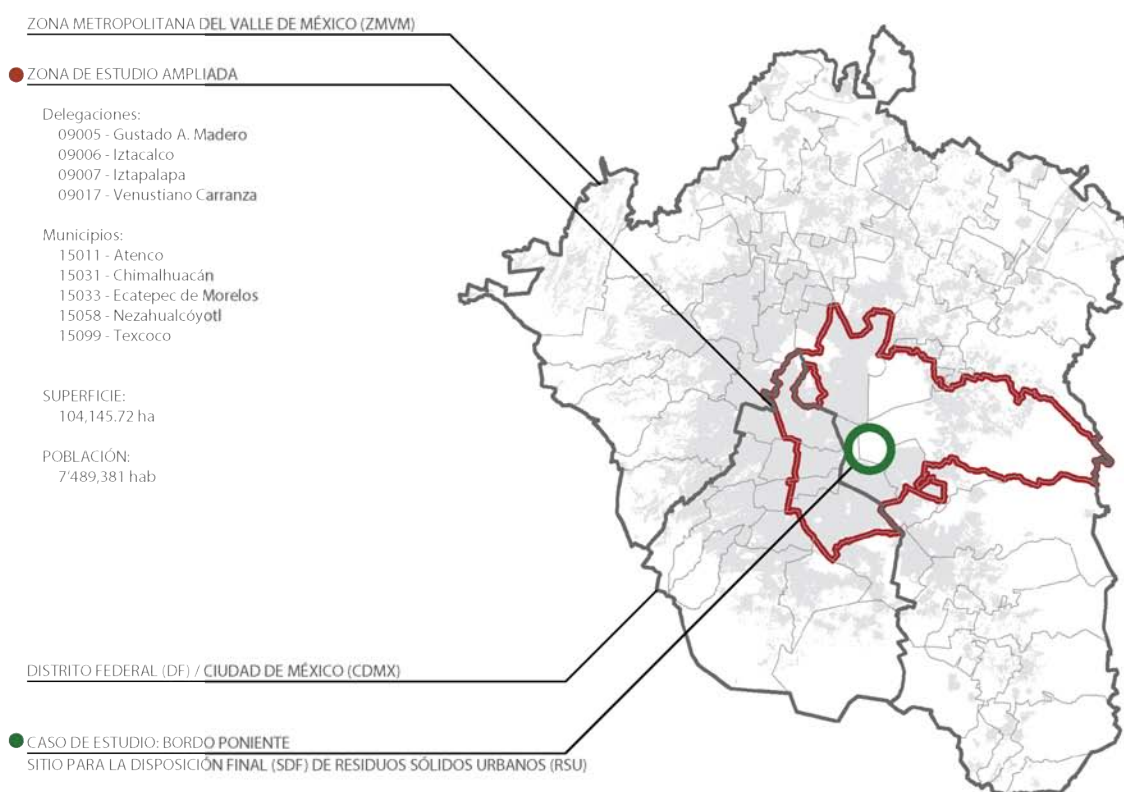 ZONA METROPOLITANA DEL VALLE DE MÉXICO (ZMVM)
ZONA DE ESTUDIO AMPLIADA
Delegaciones:
09005 - Gustado A. Madero
09006 - Iztacalco
09007 - Iztapalapa
09017 - Venustiano Carranza
Municipios:
15011 - Atenco
15031 - Chimalhuacán
15033 - Ecatepec de Morelos
15058 - Nezahualcóyotl
15099 - Texcoco
SUPERFICIE:
104,145.72 ha
POBLACIÓN:
7'489,381 hab
DISTRITO FEDERAL (DF) / CIUDAD DE MÉXICO (CDMX)
CASO DE ESTUDIO: BORDO PONIENTE
SITIO PARA LA DISPOSICIÓN FINAL (SDF) DE RESIDUOS SÓLIDOS URBANOS (RSU)